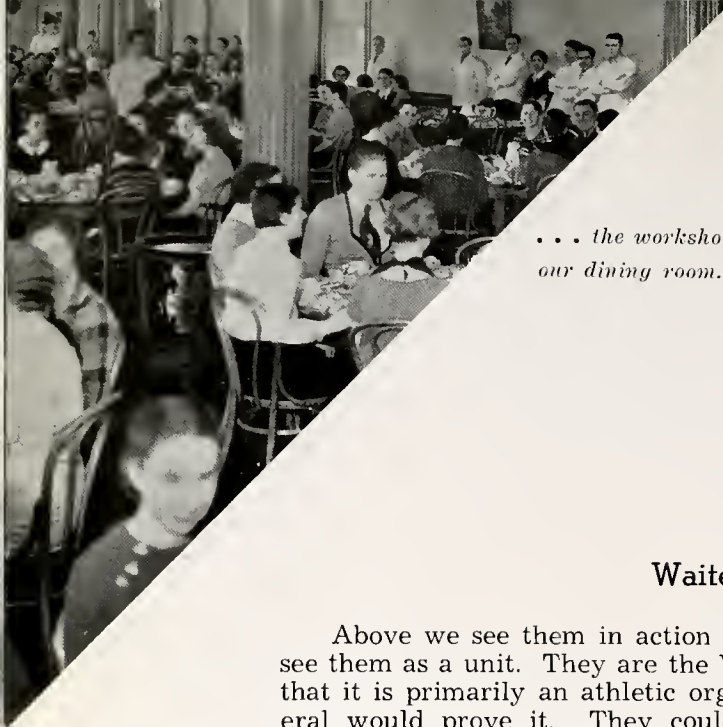 . . . the worksho
our dining room.
Waite
Above we see them in action
see them as a unit. They are the
that it is primarily an athletic org
eral would prove it. They coul